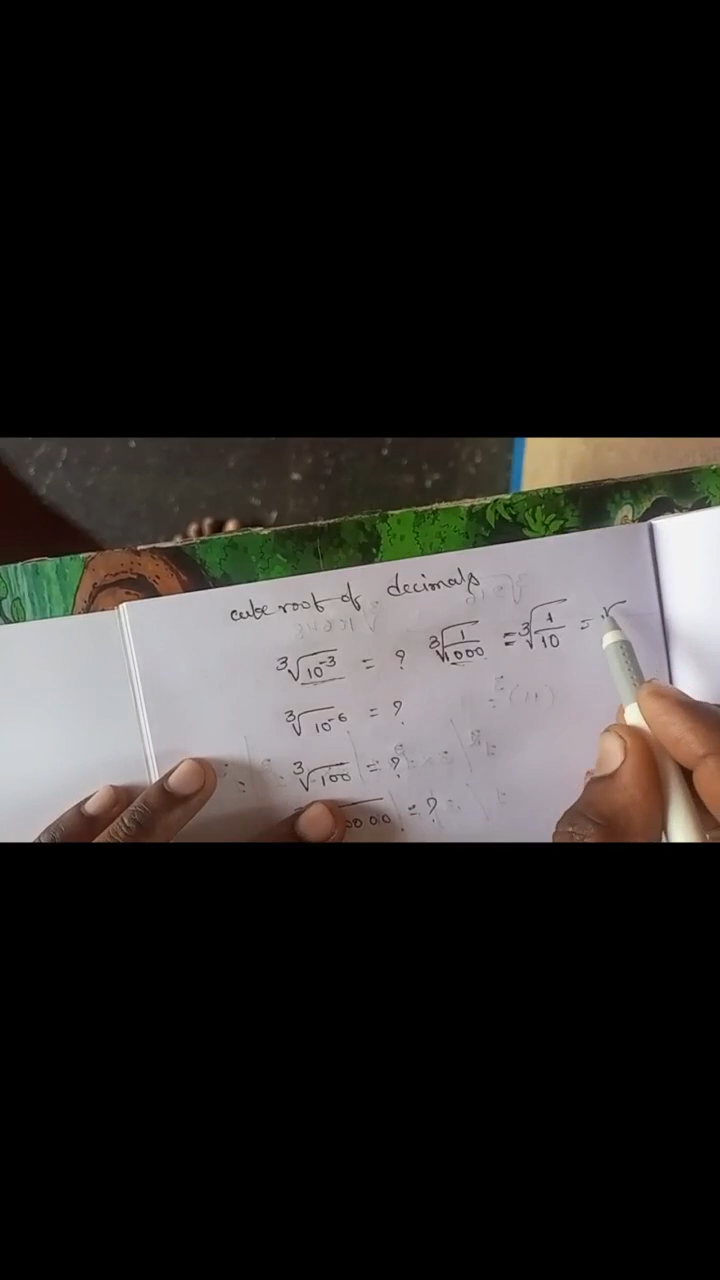 cube root of decimals
∛10⁻³ = ? ∛1/1000 = ∛1/10 = √
∛10⁻⁶ = ?
∛100 = ?
= ?